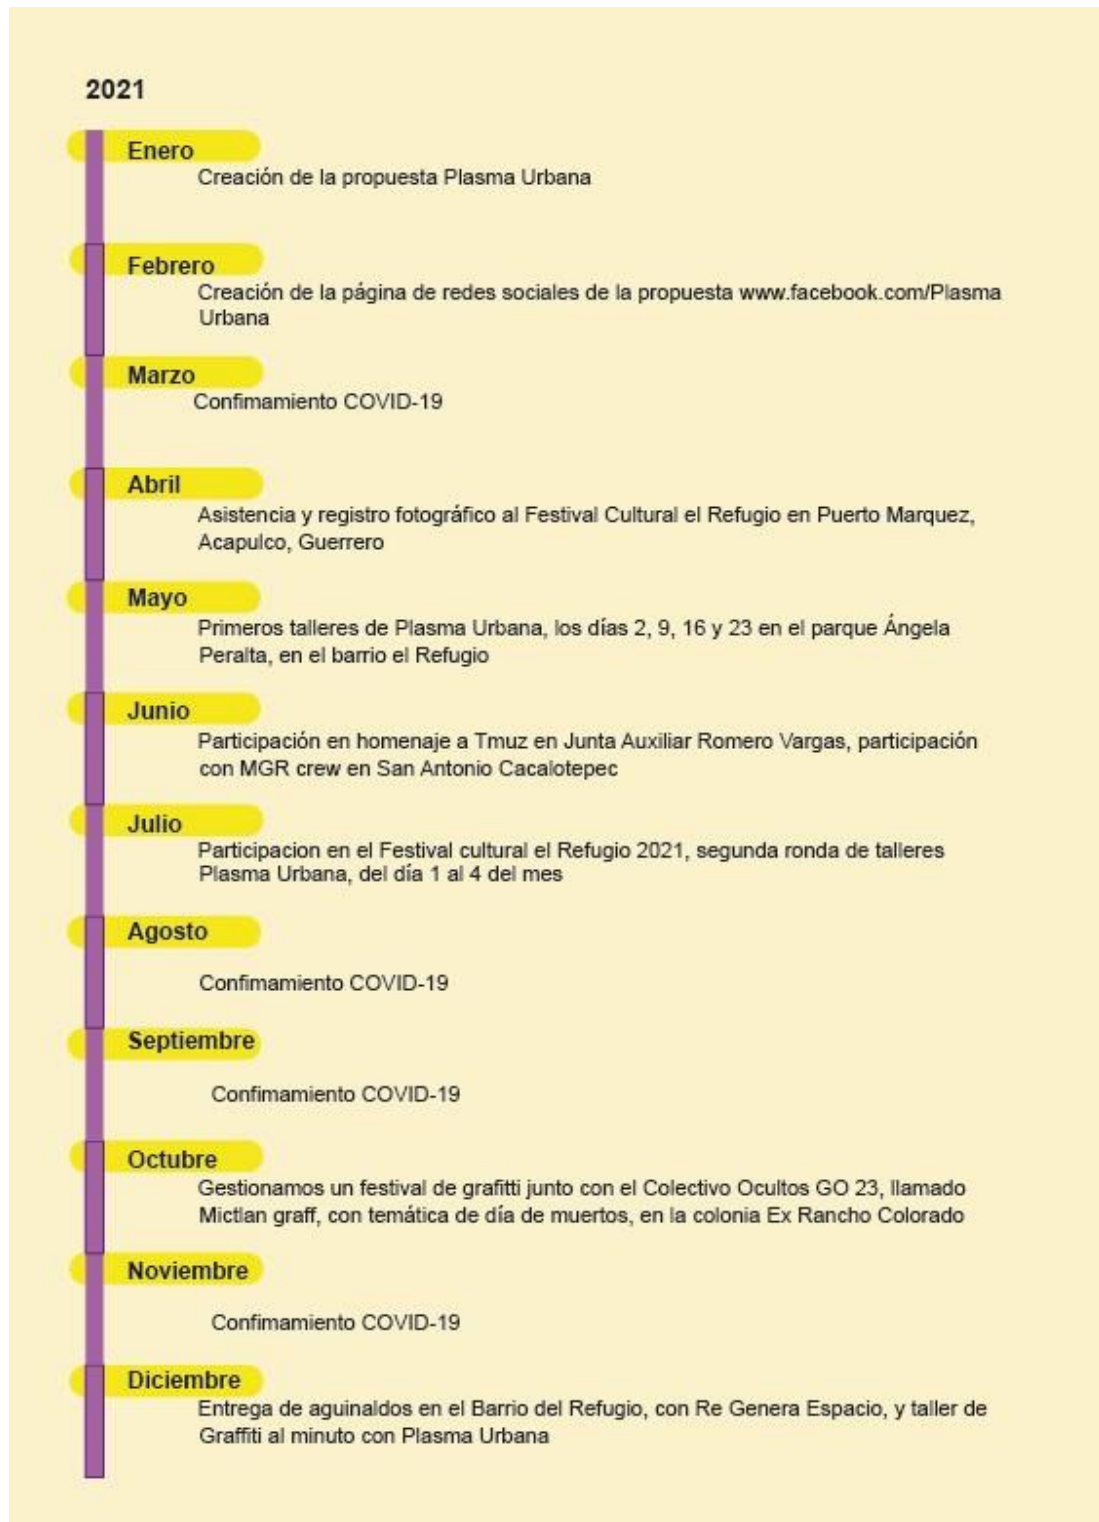 2021
Enero
Creación de la propuesta Plasma Urbana
Febrero
Creación de la página de redes sociales de la propuesta www.facebook.com/Plasma
Urbana
Marzo
Confimamiento COVID-19
Abril
Asistencia y registro fotográfico al Festival Cultural el Refugio en Puerto Marquez,
Acapulco, Guerrero
Mayo
Primeros talleres de Plasma Urbana, los días 2, 9, 16 y 23 en el parque Ángela
Peralta, en el barrio el Refugio
Junio
Participación en homenaje a Tmuz en Junta Auxiliar Romero Vargas, participación
con MGR crew en San Antonio Cacalotepec
Julio
Participacion en el Festival cultural el Refugio 2021, segunda ronda de talleres
Plasma Urbana, del día 1 al 4 del mes
Agosto
Confimamiento COVID-19
Septiembre
Confimamiento COVID-19
Octubre
Gestionamos un festival de grafitti junto con el Colectivo Ocultos GO 23, llamado
Mictlan graff, con temática de día de muertos, en la colonia Ex Rancho Colorado
Noviembre
Confimamiento COVID-19
Diciembre
Entrega de aguinaldos en el Barrio del Refugio, con Re Genera Espacio, y taller de
Graffiti al minuto con Plasma Urbana